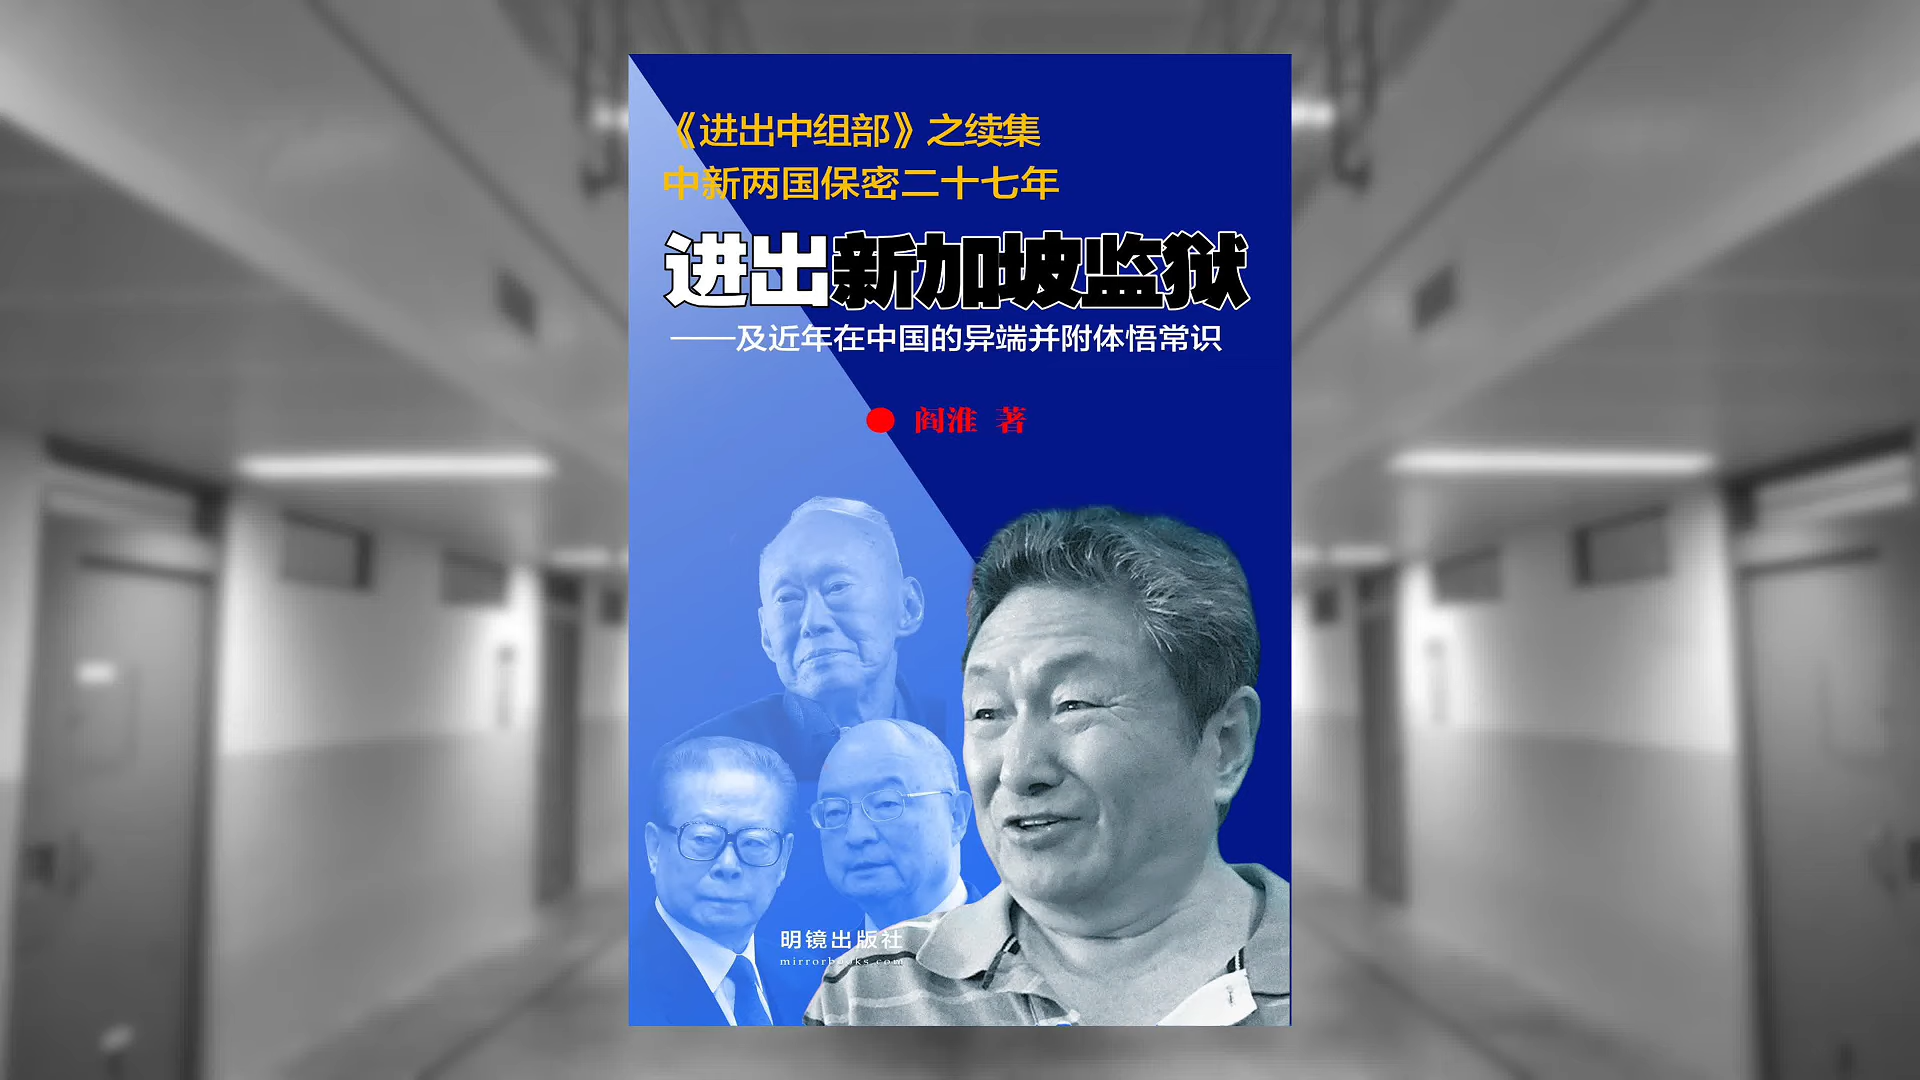 《进出中组部》之续集
中新两国保密二十七年
进出新加坡监狱
——及近年在中国的异端并附体悟常识
阎淮 著
明镜出版社
mirrorbooks.com